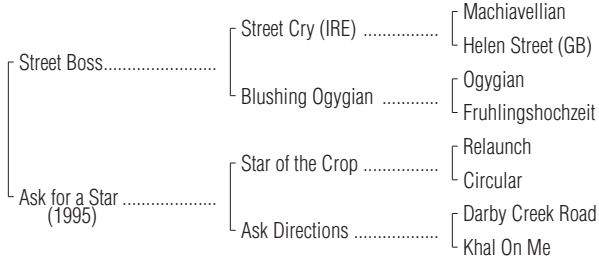 Machiavellian
Street Cry (IRE) ................
Helen Street (GB)
Street Boss........................
Ogygian
Blushing Ogygian ............
Fruhlingshochzeit
Relaunch
Star of the Crop ................
Circular
Ask for a Star ....................
(1995)
Darby Creek Road
Ask Directions ..................
Khal On Me